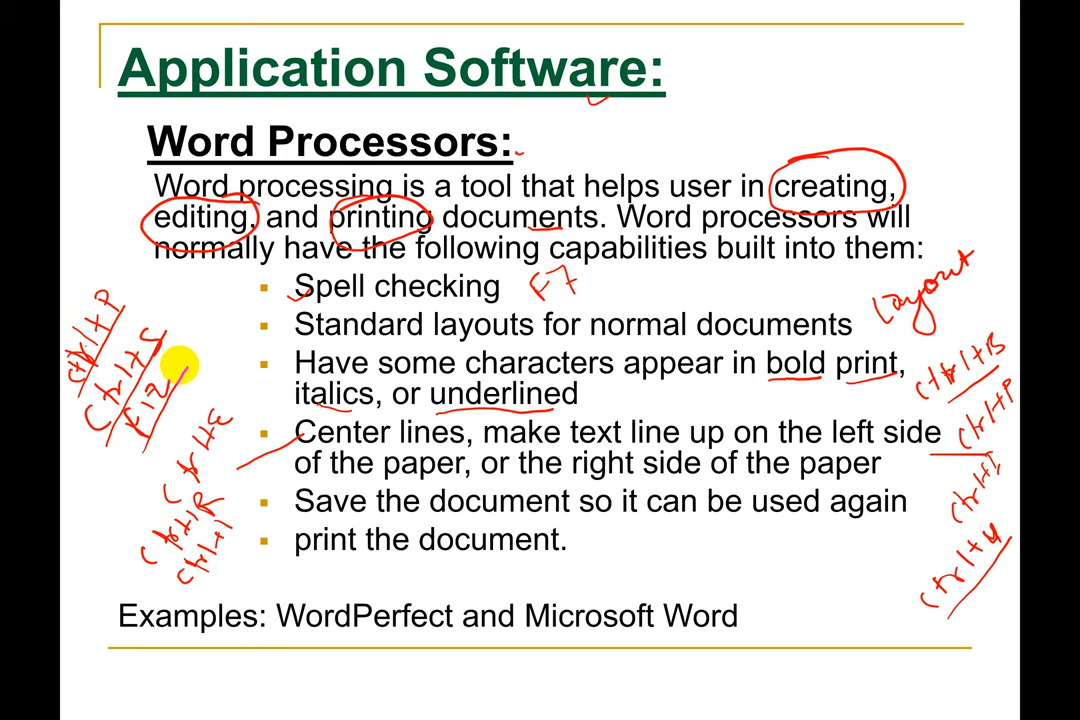 Application Software:
Word Processors:
Word processing is a tool that helps user in creating,
editing, and printing documents. Word processors will
normally have the following capabilities built into them:
▪ Spell checking F7
▪ Standard layouts for normal documents
Layout
▪ Have some characters appear in bold print,
italics, or underlined
▪ Center lines, make text line up on the left side
of the paper, or the right side of the paper
▪ Save the document so it can be used again
▪ print the document.
Examples: WordPerfect and Microsoft Word
Ctrl+P
Ctrl+S
F12
Ctrl+E
Ctrl+R
Ctrl+l
Ctrl+B
Ctrl+P
Ctrl+I
Ctrl+U